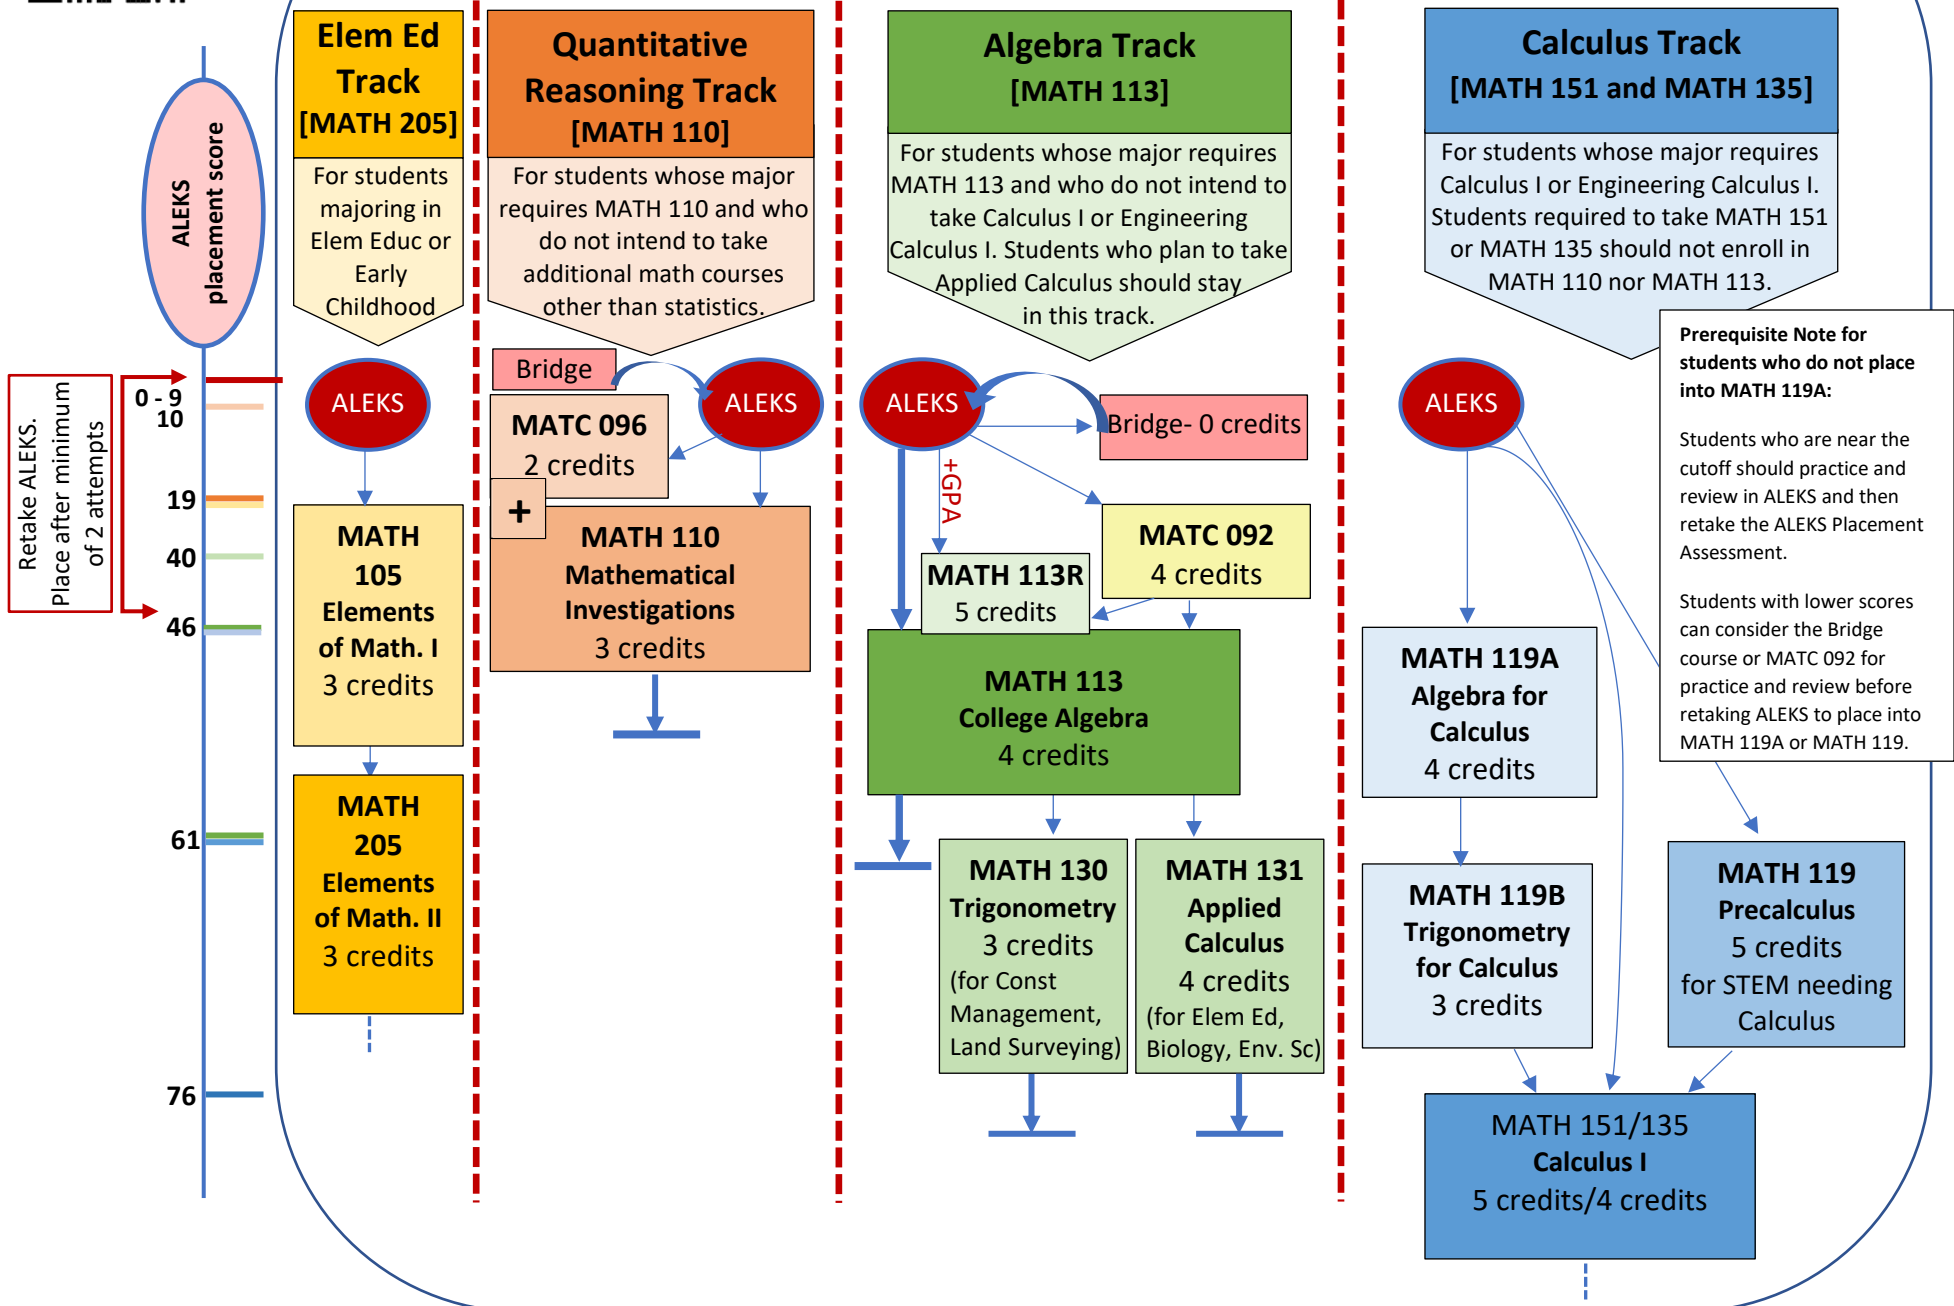 ALEKS
placement score
Retake ALEKS.
Place after minimum
of 2 attempts
0 - 9
10
19
40
46
61
76
Elem Ed
Track
[MATH 205]
For students
majoring in
Elem Educ or
Early
Childhood
ALEKS
MATH
105
Elements
of Math. I
3 credits
MATH
205
Elements
of Math. II
3 credits
Quantitative
Reasoning Track
[MATH 110]
For students whose major
requires MATH 110 and who
do not intend to take
additional math courses
other than statistics.
Bridge
ALEKS
MATC 096
2 credits
+
MATH 110
Mathematical
Investigations
3 credits
Algebra Track
[MATH 113]
For students whose major requires
MATH 113 and who do not intend to
take Calculus I or Engineering
Calculus I. Students who plan to take
Applied Calculus should stay
in this track.
ALEKS
Bridge- 0 credits
+GPA
MATC 092
4 credits
MATH 113R
5 credits
MATH 113
College Algebra
4 credits
MATH 130
Trigonometry
3 credits
(for Const
Management,
Land Surveying)
MATH 131
Applied
Calculus
4 credits
(for Elem Ed,
Biology, Env. Sc)
Calculus Track
[MATH 151 and MATH 135]
For students whose major requires
Calculus I or Engineering Calculus I.
Students required to take MATH 151
or MATH 135 should not enroll in
MATH 110 nor MATH 113.
Prerequisite Note for
students who do not place
into MATH 119A:
Students who are near the
cutoff should practice and
review in ALEKS and then
retake the ALEKS Placement
Assessment.
Students with lower scores
can consider the Bridge
course or MATC 092 for
practice and review before
retaking ALEKS to place into
MATH 119A or MATH 119.
ALEKS
MATH 119A
Algebra for
Calculus
4 credits
MATH 119B
Trigonometry
for Calculus
3 credits
MATH 119
Precalculus
5 credits
for STEM needing
Calculus
MATH 151/135
Calculus I
5 credits/4 credits